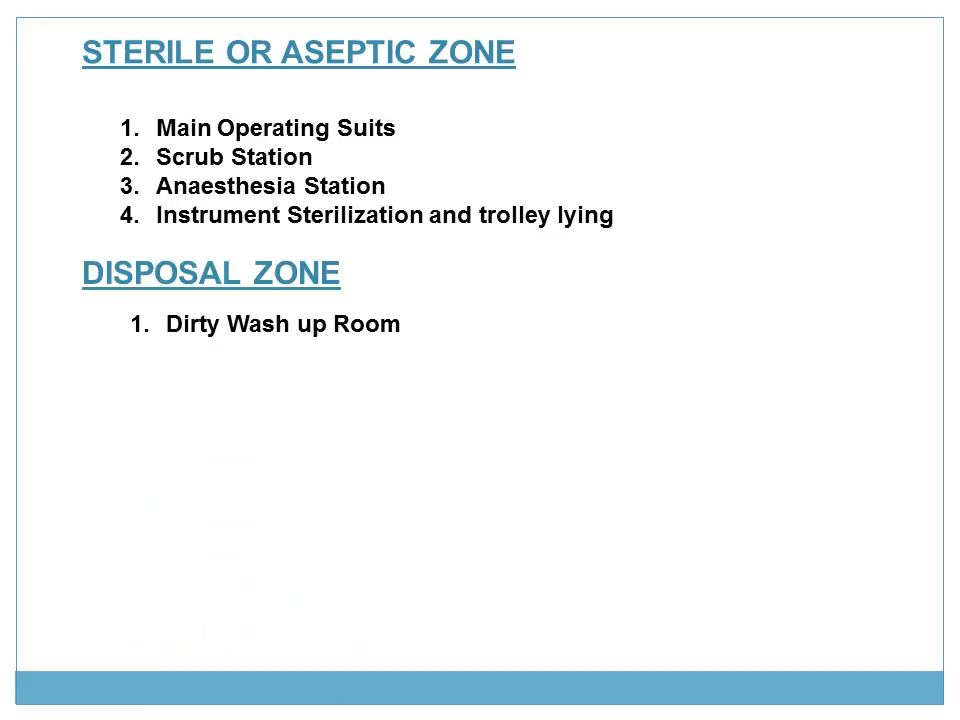 STERILE OR ASEPTIC ZONE
1. Main Operating Suits
2. Scrub Station
3. Anaesthesia Station
4. Instrument Sterilization and trolley lying
DISPOSAL ZONE
1. Dirty Wash up Room